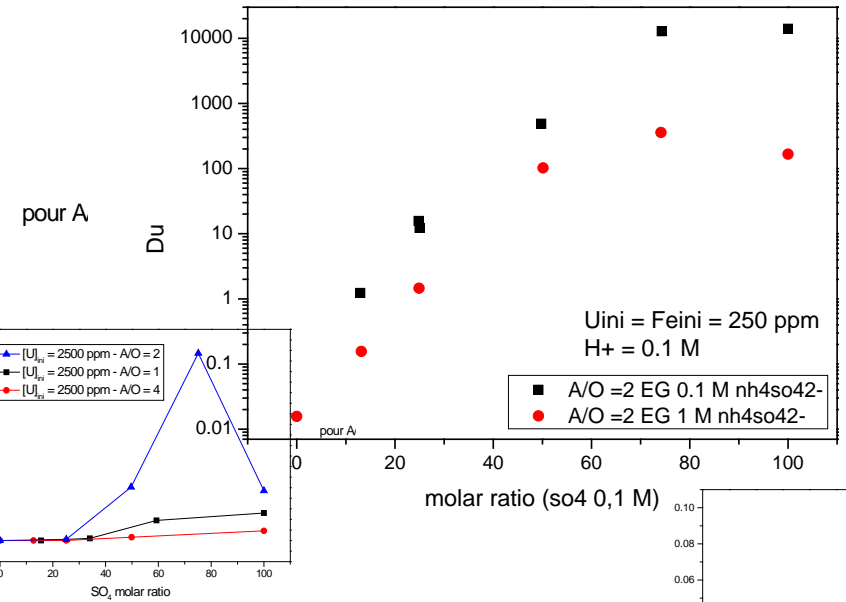 10000
1000
100
10
1
0.1
0.01
Du
pour A
Uini = Feini = 250 ppm
H+ = 0.1 M
A/O =2 EG 0.1 M nh4so42-
A/O =2 EG 1 M nh4so42-
pour A
0 20 40 60 80 100
molar ratio (so4 0,1 M)
[U]ini = 2500 ppm - A/O = 2
[U]ini = 2500 ppm - A/O = 1
[U]ini = 2500 ppm - A/O = 4
0 20 40 60 80 100
SO4 molar ratio
0.10
0.08
0.06